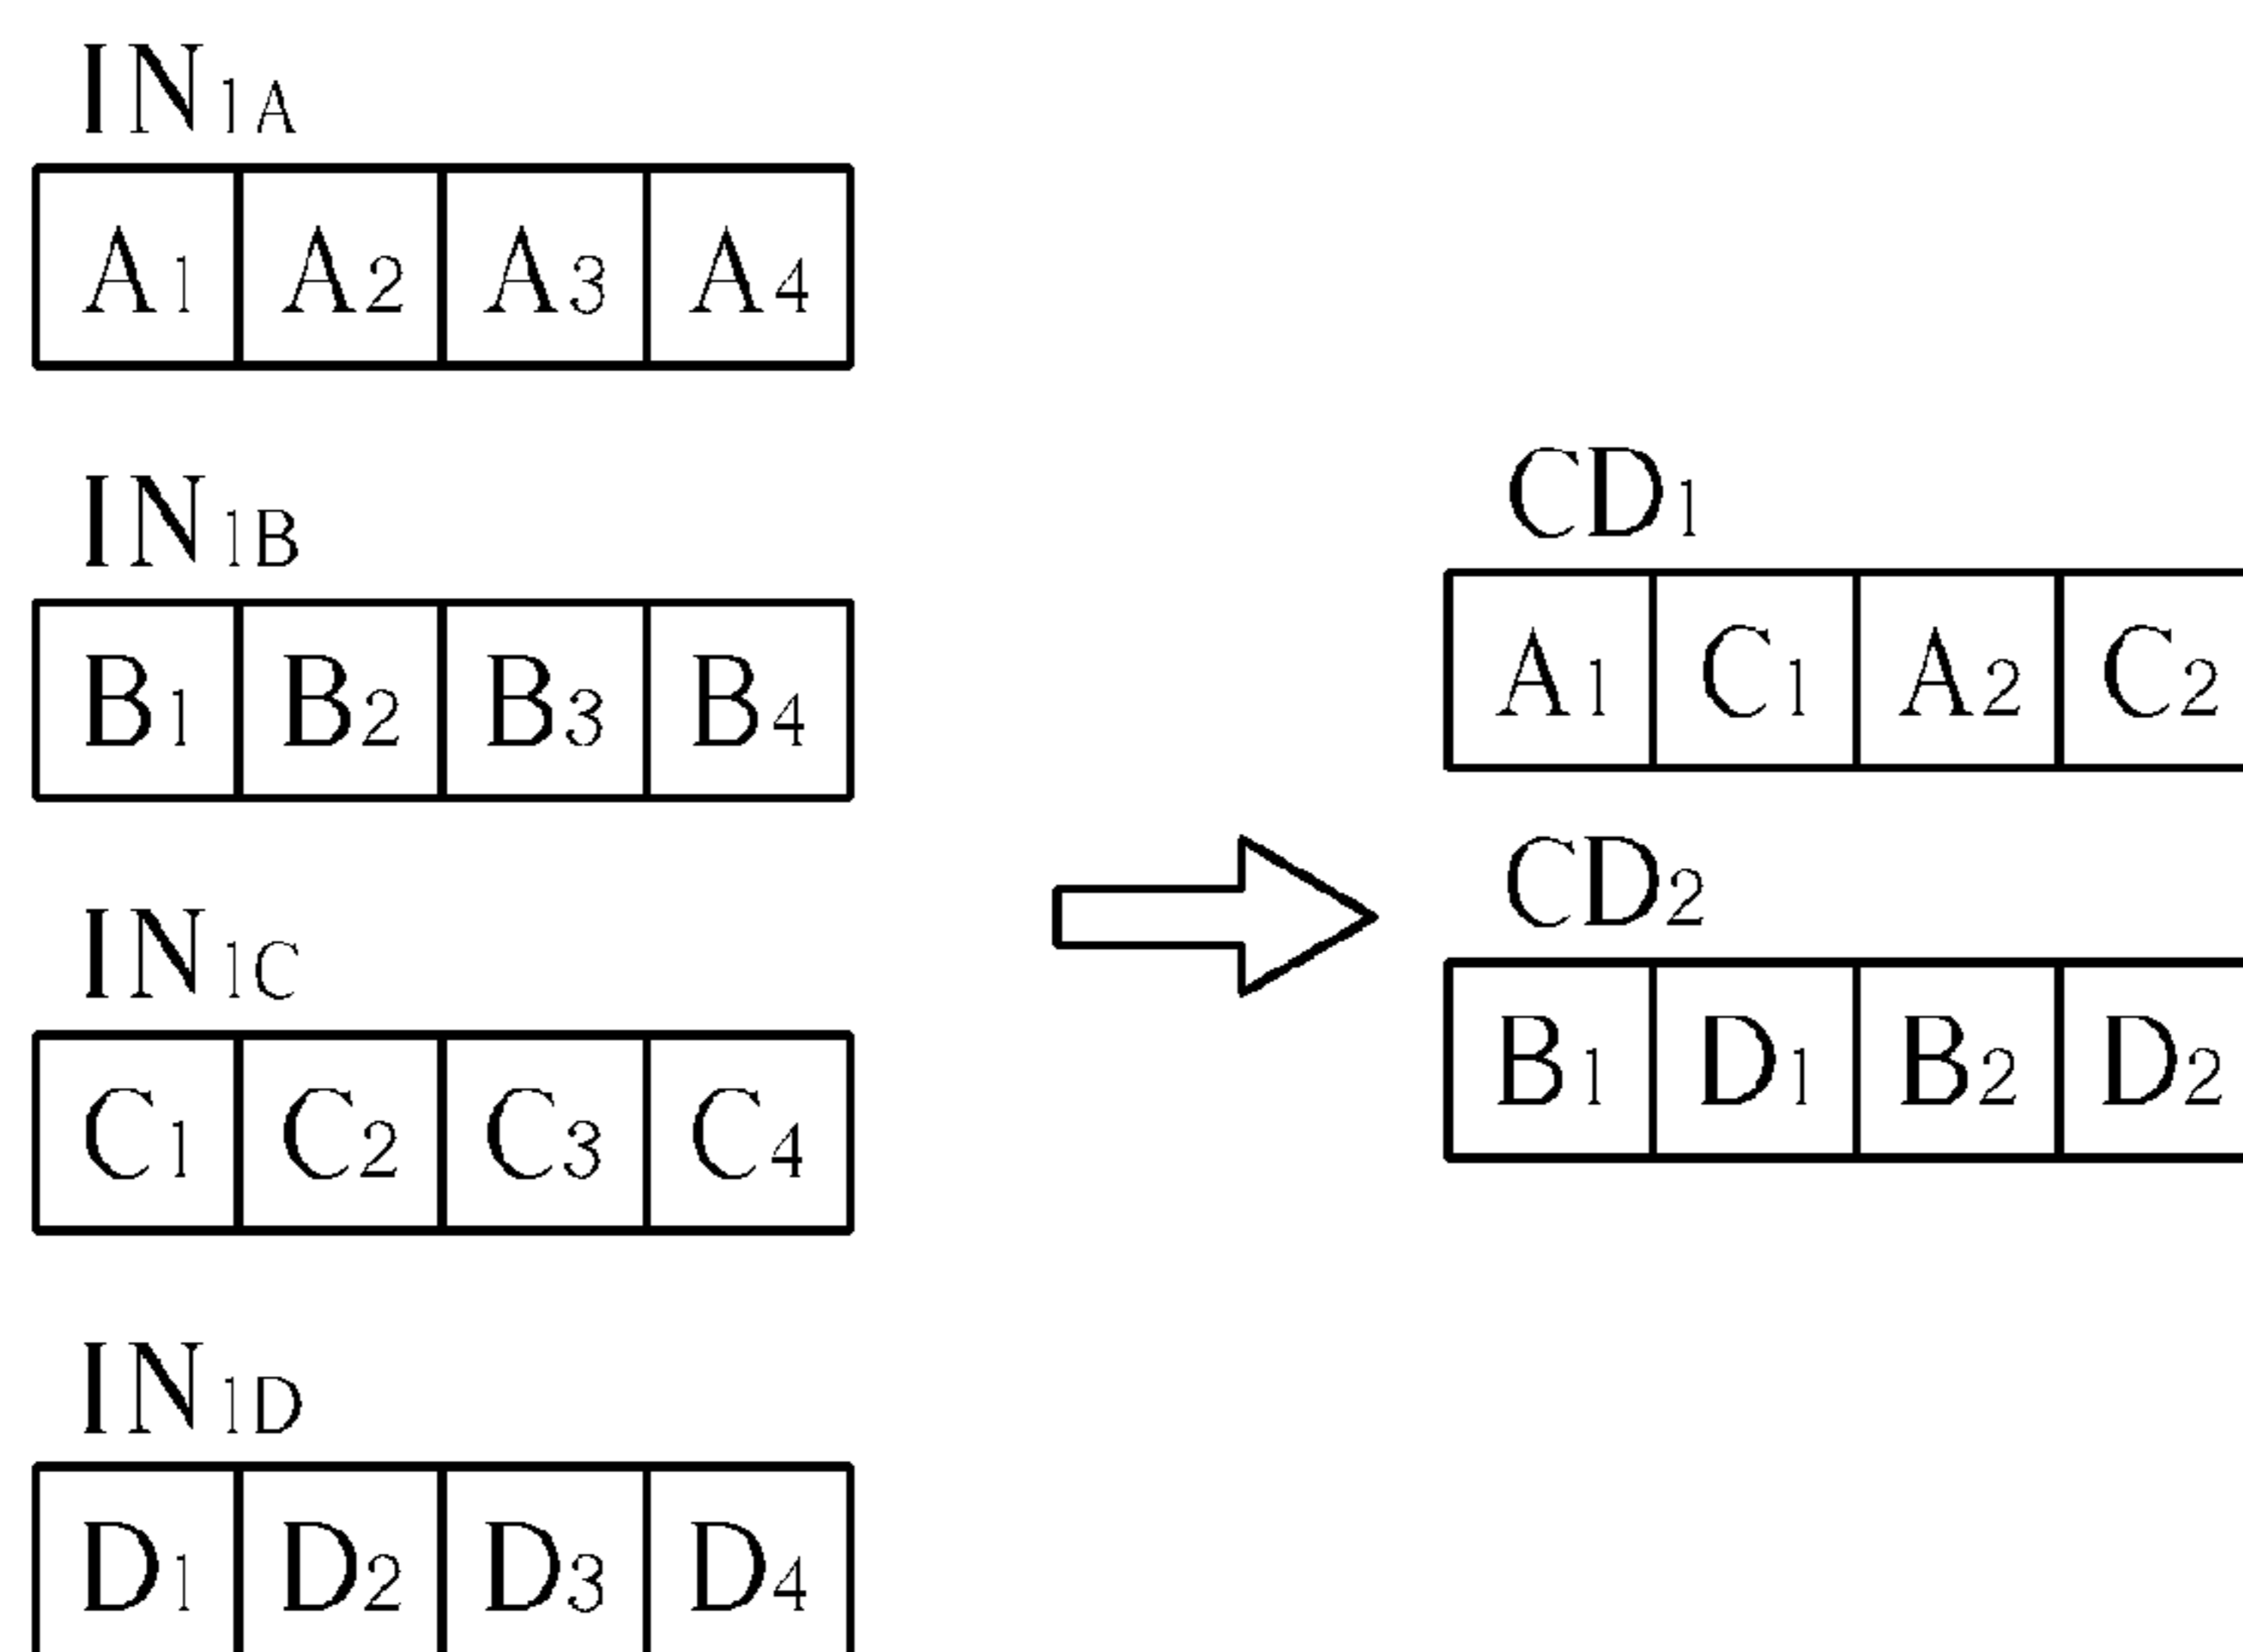 IN1A
A1 A2 A3 A4
IN1B
B1 B2 B3 B4
IN1C
C1 C2 C3 C4
IN1D
D1 D2 D3 D4
CD1
A1 C1 A2 C2
CD2
B1 D1 B2 D2